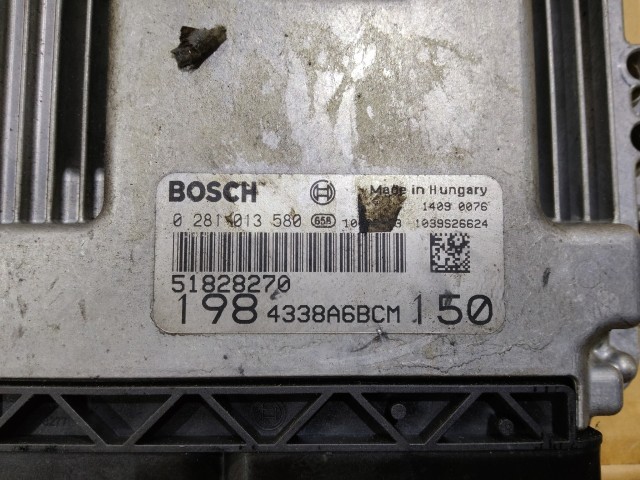 BOSCH Made in Hungary
1409 0076
0 281 013 580 658 1039S26624
51828270
198 4338A6BCM 150